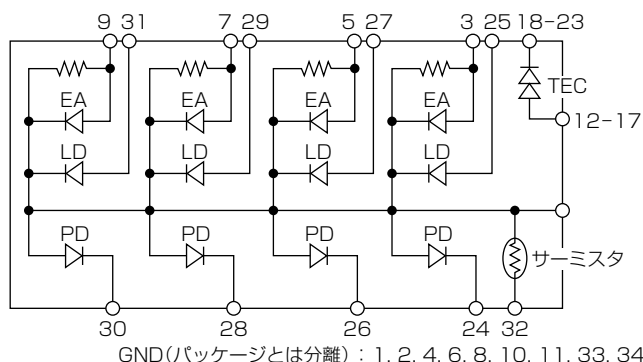 9 31 7 29 5 27 3 25 18-23
TEC
EA EA EA EA
12-17
LD LD LD LD
PD PD PD PD
サーミスタ
30 28 26 24 32
GND(パッケージとは分離) : 1, 2, 4, 6, 8, 10, 11, 33, 34